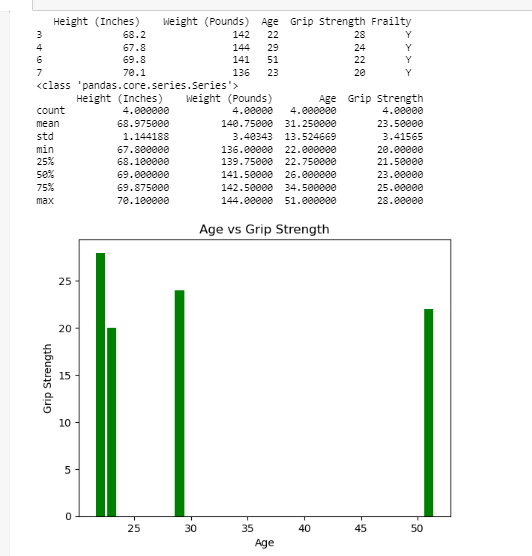 Height (Inches) Weight (Pounds) Age Grip Strength Frailty
3 68.2 142 22 28 Y
4 67.8 144 29 24 Y
6 69.8 141 51 22 Y
7 70.1 136 23 20 Y
<class 'pandas.core.series.Series'>
Height (Inches) Weight (Pounds) Age Grip Strength
count 4.000000 4.00000 4.000000 4.00000
mean 68.975000 140.75000 31.250000 23.50000
std 1.144188 3.40343 13.524669 3.41565
min 67.800000 136.00000 22.000000 20.00000
25% 68.100000 139.75000 22.750000 21.50000
50% 69.000000 141.50000 26.000000 23.00000
75% 69.875000 142.50000 34.500000 25.00000
max 70.100000 144.00000 51.000000 28.00000
Age vs Grip Strength
25
20
15
10
5
0
Grip Strength
25 30 35 40 45 50
Age